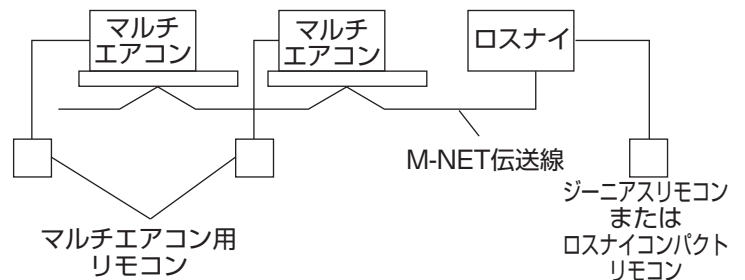 マルチ
エアコン
マルチ
エアコン
ロスナイ
M-NET伝送線
マルチエアコン用
リモコン
ジーニアスリモコン
または
ロスナイコンパクト
リモコン